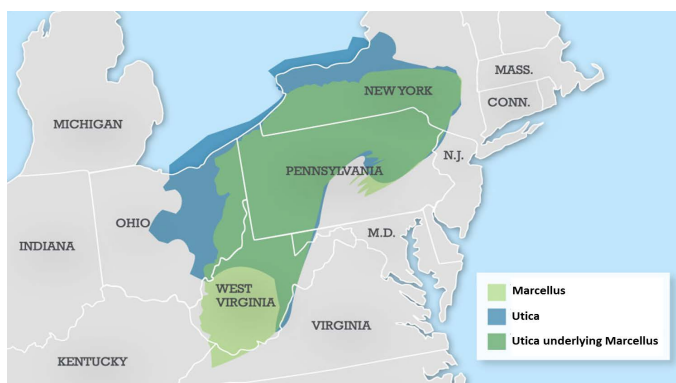 MASS.
NEW YORK
CONN.
MICHIGAN
N.J.
PENNSYLVANIA
OHIO
M.D.
INDIANA
WEST
VIRGINIA
VIRGINIA
KENTUCKY
Marcellus
Utica
Utica underlying Marcellus